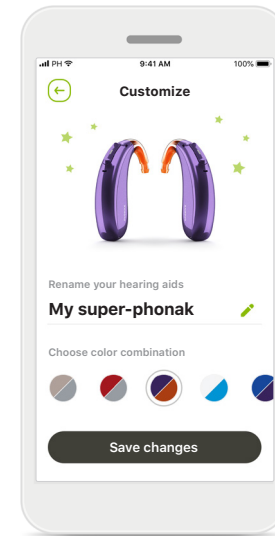 PH 9:41 AM 100%
Customize
Rename your hearing aids
My super-phonak
Choose color combination
Save changes